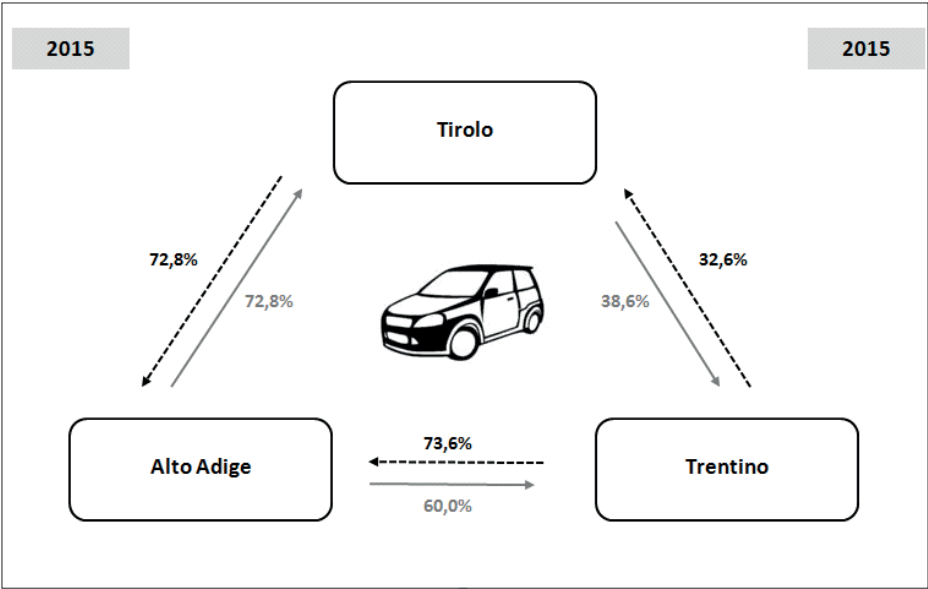 2015
2015
Tirolo
72,8%
32,6%
72,8%
38,6%
73,6%
Alto Adige
Trentino
60,0%